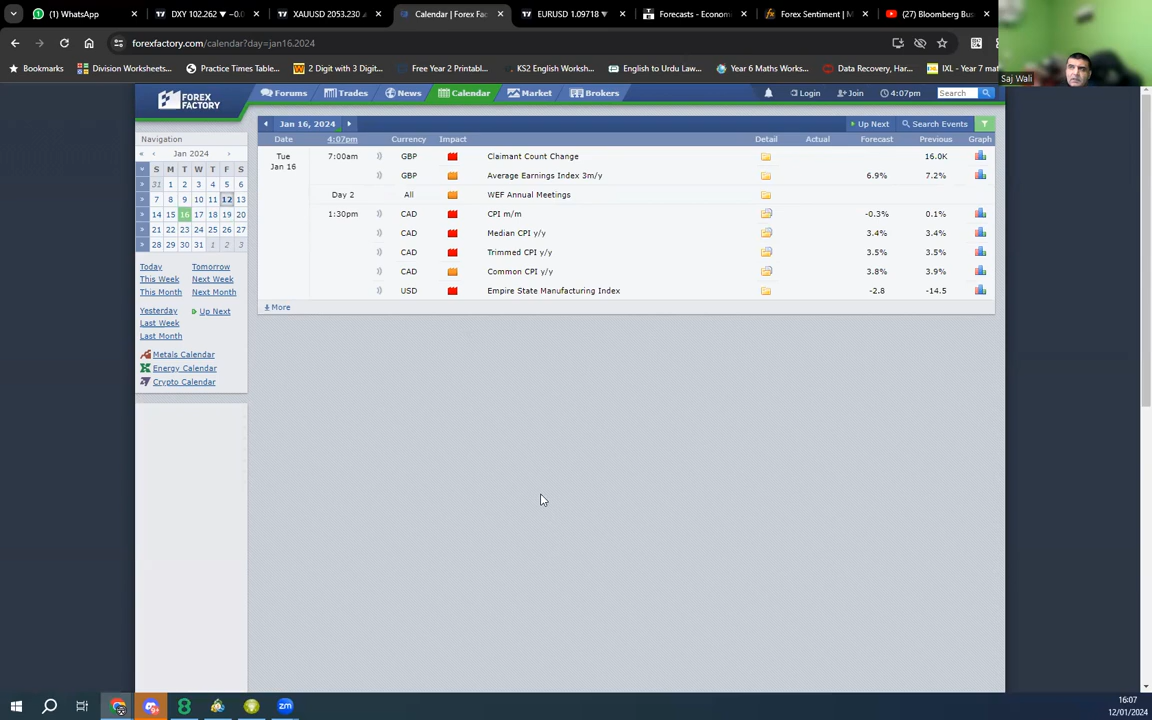 (1) WhatsApp
DXY 102.262 ▼ −0.
XAUUSD 2053.230
Calendar | Forex Fac
EURUSD 1.09718
Forecasts - Econom
Forex Sentiment | M
(27) Bloomberg Bus
forexfactory.com/calendar?day=jan16.2024
Bookmarks
Division Worksheets...
Practice Times Table...
2 Digit with 3 Digit...
Free Year 2 Printabl...
KS2 English Worksh...
English to Urdu Law...
Year 6 Maths Worko...
Data Recovery, Har...
IXL - Year 7 mat
Saj Wali
FOREX FACTORY
Forums
Trades
News
Calendar
Market
Brokers
Login
Join
4:07pm
Search
Navigation
Jan 2024
S M T W T F S
31 1 2 3 4 5 6
7 8 9 10 11 12 13
14 15 16 17 18 19 20
21 22 23 24 25 26 27
28 29 30 31 1 2 3
Today Tomorrow
This Week Next Week
This Month Next Month
Yesterday Up Next
Last Week
Last Month
Metals Calendar
Energy Calendar
Crypto Calendar
Jan 16, 2024
Up Next
Search Events
Date 4:07pm Currency Impact Detail Actual Forecast Previous Graph
Tue Jan 16 7:00am GBP Claimant Count Change 16.0K
GBP Average Earnings Index 3m/y 6.9% 7.2%
Day 2 All WEF Annual Meetings
1:30pm CAD CPI m/m -0.3% 0.1%
CAD Median CPI y/y 3.4% 3.4%
CAD Trimmed CPI y/y 3.5% 3.5%
CAD Common CPI y/y 3.8% 3.9%
USD Empire State Manufacturing Index -2.8 -14.5
More
16:07
12/01/2024